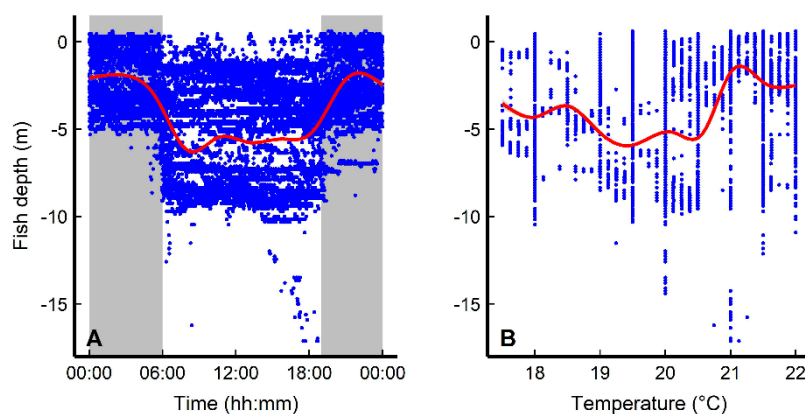 0
-5
-10
-15
Fish depth (m)
A
00:00 06:00 12:00 18:00 00:00
Time (hh:mm)
0
-5
-10
-15
B
18 19 20 21 22
Temperature (°C)